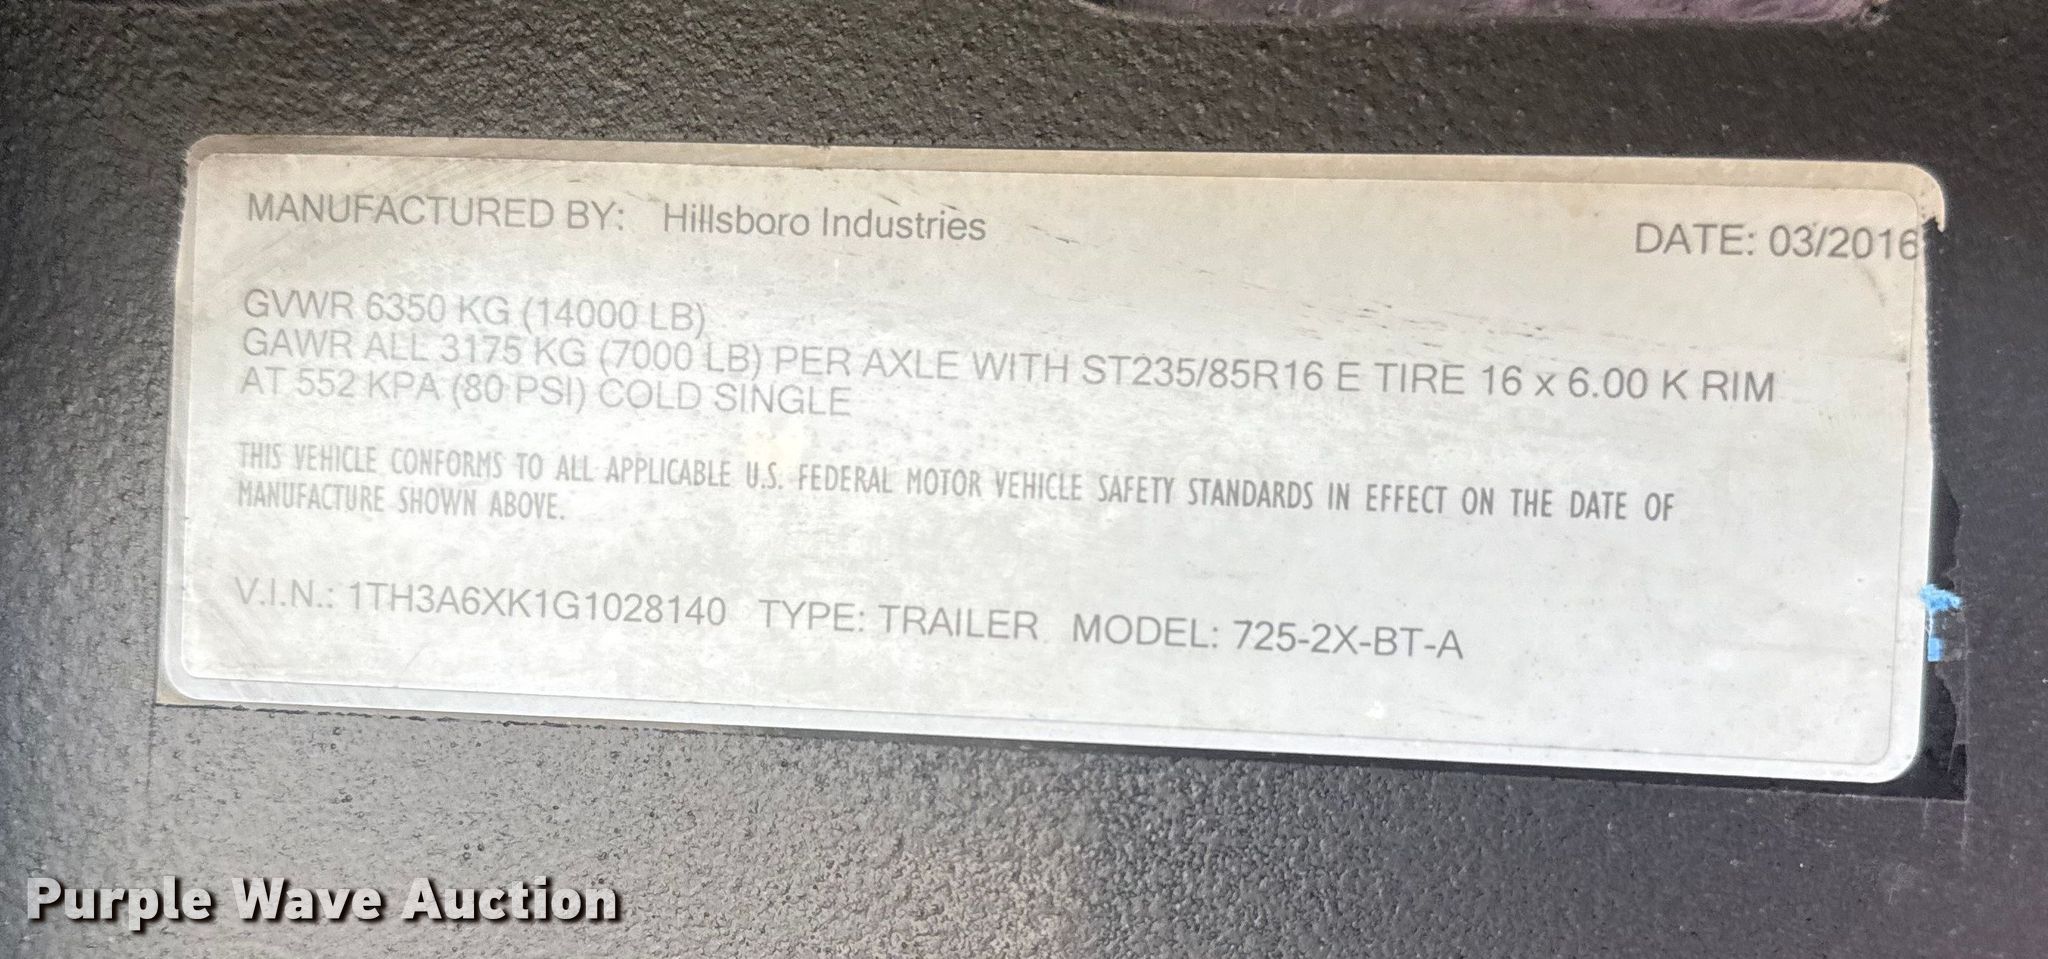 MANUFACTURED BY: Hillsboro Industries DATE: 03/2016
GVWR 6350 KG (14000 LB)
GAWR ALL 3175 KG (7000 LB) PER AXLE WITH ST235/85R16 E TIRE 16 x 6.00 K RIM
AT 552 KPA (80 PSI) COLD SINGLE
THIS VEHICLE CONFORMS TO ALL APPLICABLE U.S. FEDERAL MOTOR VEHICLE SAFETY STANDARDS IN EFFECT ON THE DATE OF
MANUFACTURE SHOWN ABOVE.
V.I.N.: 1TH3A6XK1G1028140 TYPE: TRAILER MODEL: 725-2X-BT-A
Purple Wave Auction